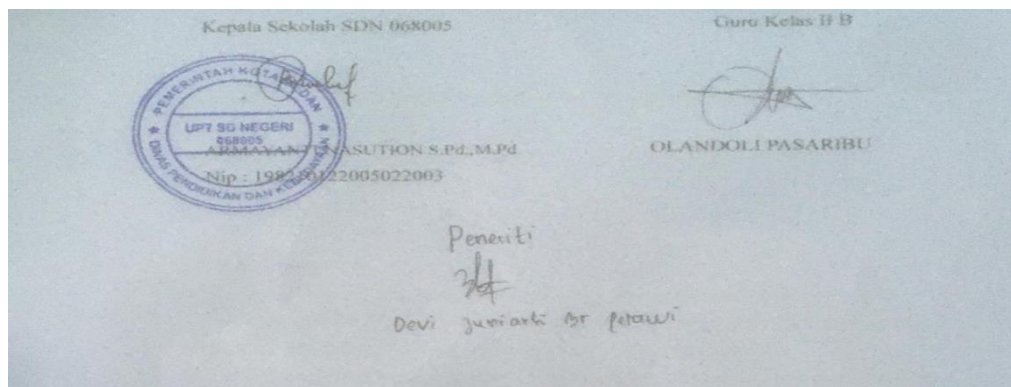 Kepala Sekolah SDN 068005
Guru Kelas II B
PEMERINTAH KOTA MEDAN
UPT SD NEGERI
068005
DINAS PENDIDIKAN DAN KEBUDAYAAN
ARMAYANTI NASUTION S.Pd.,M.Pd
OLANDOLI PASARIBU
Nip :
Peneliti
Devi Juniarti Br